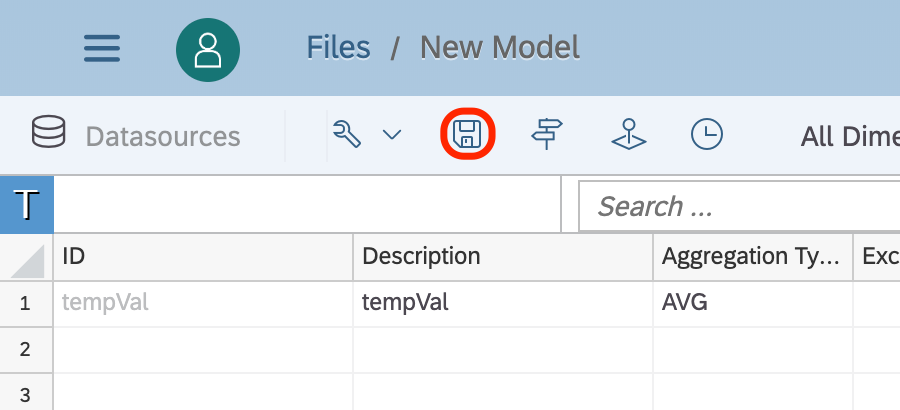 Files / New Model
Datasources
All Dime
T
Search ...
ID Description Aggregation Ty... Exc
1 tempVal tempVal AVG
2
3